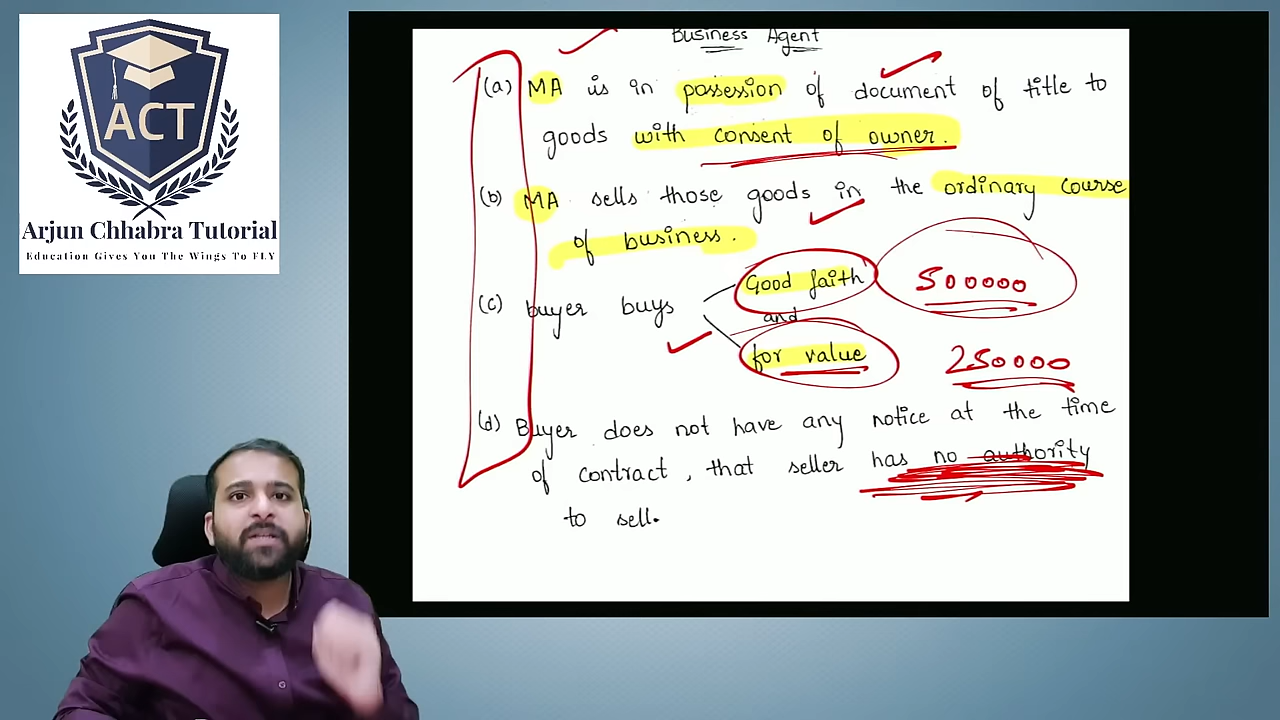 ACT
Arjun Chhabra Tutorial
Education Gives You The Wings To FLY
Business Agent
(a) MA is in possession of document of title to
goods with consent of owner.
(b) MA sells those goods in the ordinary course
of business.
(c) buyer buys
Good faith
500000
and
for value
250000
(d) Buyer does not have any notice at the time
of contract, that seller has no authority
to sell.